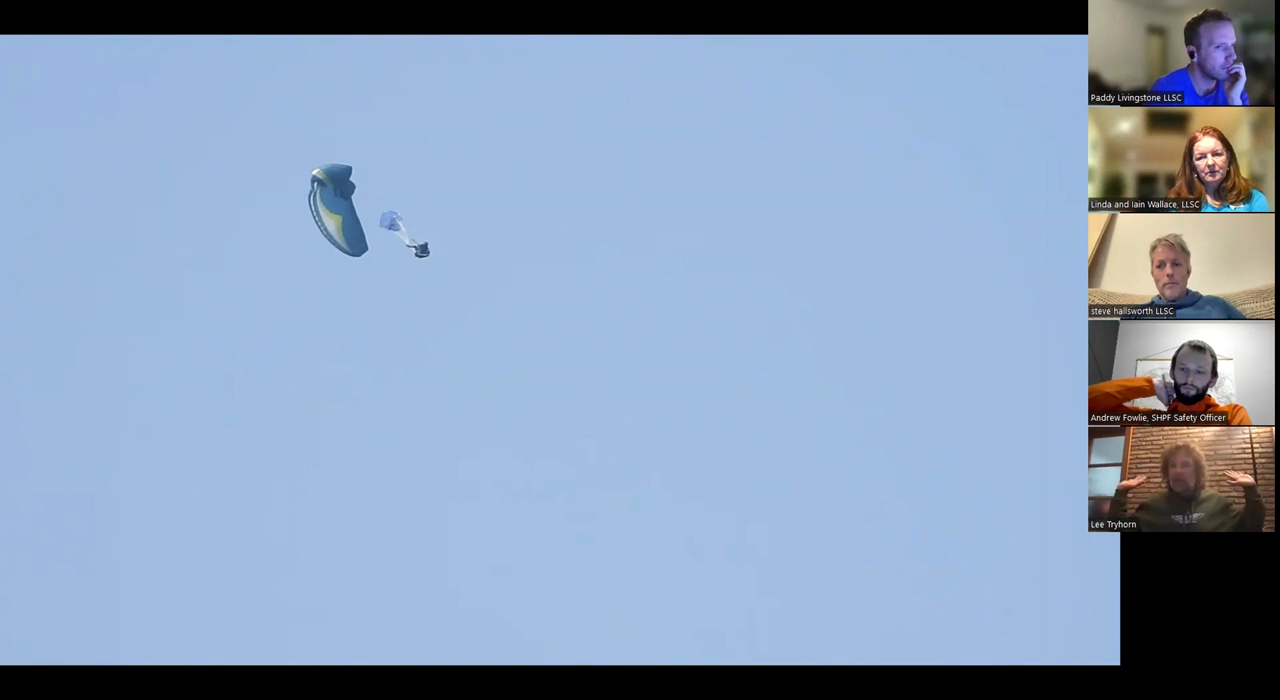 Paddy Livingstone LLSC
Linda and Iain Wallace, LLSC
steve hallsworth LLSC
Andrew Fowlie, SHPF Safety Officer
Lee Tryhorn